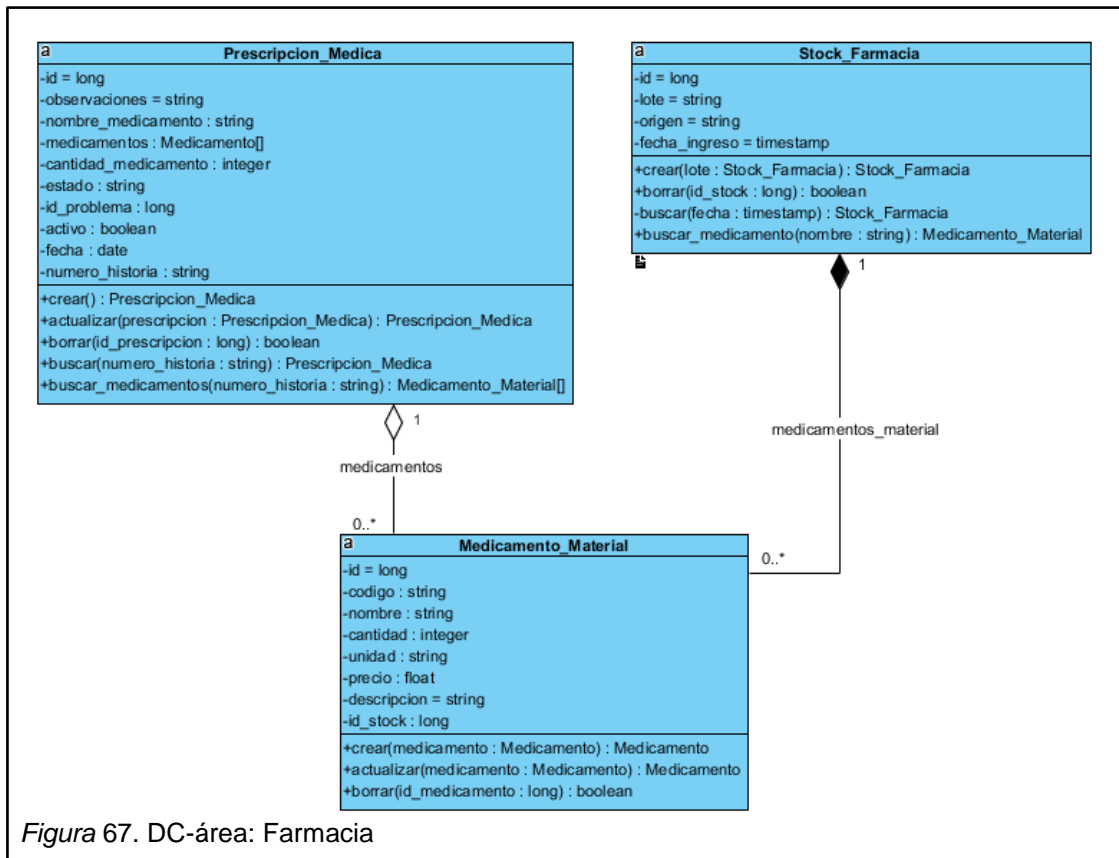 a
Prescripcion_Medica
-id = long
-observaciones = string
-nombre_medicamento : string
-medicamentos : Medicamento[]
-cantidad_medicamento : integer
-estado : string
-id_problema : long
-activo : boolean
-fecha : date
-numero_historia : string
+crear() : Prescripcion_Medica
+actualizar(prescripcion : Prescripcion_Medica) : Prescripcion_Medica
+borrar(id_prescripcion : long) : boolean
+buscar(numero_historia : string) : Prescripcion_Medica
+buscar_medicamentos(numero_historia : string) : Medicamento_Material[]
a
Stock_Farmacia
-id = long
-lote = string
-origen = string
-fecha_ingreso = timestamp
+crear(lote : Stock_Farmacia) : Stock_Farmacia
+borrar(id_stock : long) : boolean
-buscar(fecha : timestamp) : Stock_Farmacia
+buscar_medicamento(nombre : string) : Medicamento_Material
1
medicamentos
0..*
1
medicamentos_material
0..*
a
Medicamento_Material
-id = long
-codigo : string
-nombre : string
-cantidad : integer
-unidad : string
-precio : float
-descripcion = string
-id_stock : long
+crear(medicamento : Medicamento) : Medicamento
+actualizar(medicamento : Medicamento) : Medicamento
+borrar(id_medicamento : long) : boolean
Figura 67. DC-área: Farmacia